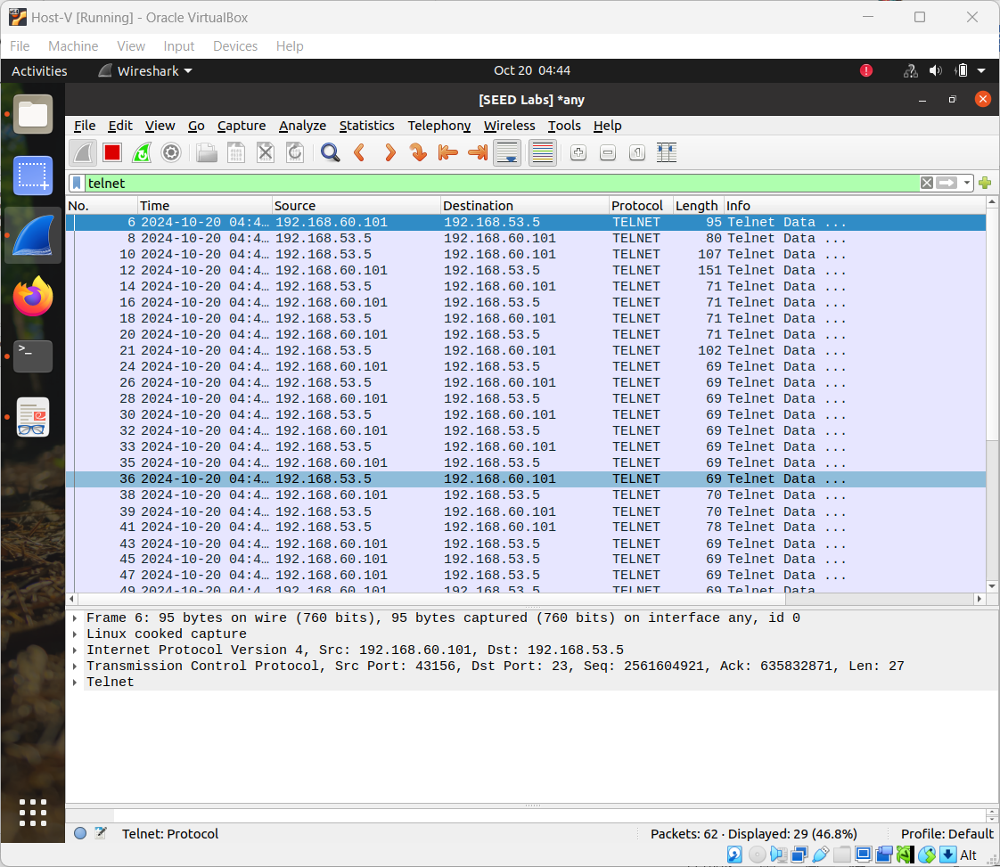 Host-V [Running] - Oracle VirtualBox
File Machine View Input Devices Help
Activities Wireshark Oct 20 04:44
[SEED Labs] *any
File Edit View Go Capture Analyze Statistics Telephony Wireless Tools Help
telnet
No. Time Source Destination Protocol Length Info
6 2024-10-20 04:4… 192.168.60.101 192.168.53.5 TELNET 95 Telnet Data ...
8 2024-10-20 04:4… 192.168.53.5 192.168.60.101 TELNET 80 Telnet Data ...
10 2024-10-20 04:4… 192.168.53.5 192.168.60.101 TELNET 107 Telnet Data ...
12 2024-10-20 04:4… 192.168.60.101 192.168.53.5 TELNET 151 Telnet Data ...
14 2024-10-20 04:4… 192.168.53.5 192.168.60.101 TELNET 71 Telnet Data ...
16 2024-10-20 04:4… 192.168.60.101 192.168.53.5 TELNET 71 Telnet Data ...
18 2024-10-20 04:4… 192.168.53.5 192.168.60.101 TELNET 71 Telnet Data ...
20 2024-10-20 04:4… 192.168.60.101 192.168.53.5 TELNET 71 Telnet Data ...
21 2024-10-20 04:4… 192.168.53.5 192.168.60.101 TELNET 102 Telnet Data ...
24 2024-10-20 04:4… 192.168.60.101 192.168.53.5 TELNET 69 Telnet Data ...
26 2024-10-20 04:4… 192.168.53.5 192.168.60.101 TELNET 69 Telnet Data ...
28 2024-10-20 04:4… 192.168.60.101 192.168.53.5 TELNET 69 Telnet Data ...
30 2024-10-20 04:4… 192.168.53.5 192.168.60.101 TELNET 69 Telnet Data ...
32 2024-10-20 04:4… 192.168.60.101 192.168.53.5 TELNET 69 Telnet Data ...
33 2024-10-20 04:4… 192.168.53.5 192.168.60.101 TELNET 69 Telnet Data ...
35 2024-10-20 04:4… 192.168.60.101 192.168.53.5 TELNET 69 Telnet Data ...
36 2024-10-20 04:4… 192.168.53.5 192.168.60.101 TELNET 69 Telnet Data ...
38 2024-10-20 04:4… 192.168.60.101 192.168.53.5 TELNET 70 Telnet Data ...
39 2024-10-20 04:4… 192.168.53.5 192.168.60.101 TELNET 70 Telnet Data ...
41 2024-10-20 04:4… 192.168.53.5 192.168.60.101 TELNET 78 Telnet Data ...
43 2024-10-20 04:4… 192.168.60.101 192.168.53.5 TELNET 69 Telnet Data ...
45 2024-10-20 04:4… 192.168.60.101 192.168.53.5 TELNET 69 Telnet Data ...
47 2024-10-20 04:4… 192.168.60.101 192.168.53.5 TELNET 69 Telnet Data ...
49 2024-10-20 04:4… 192.168.60.101 192.168.53.5 TELNET 69 Telnet Data ...
Frame 6: 95 bytes on wire (760 bits), 95 bytes captured (760 bits) on interface any, id 0
Linux cooked capture
Internet Protocol Version 4, Src: 192.168.60.101, Dst: 192.168.53.5
Transmission Control Protocol, Src Port: 43156, Dst Port: 23, Seq: 2561604921, Ack: 635832871, Len: 27
Telnet
Telnet: Protocol Packets: 62 · Displayed: 29 (46.8%) Profile: Default
Alt